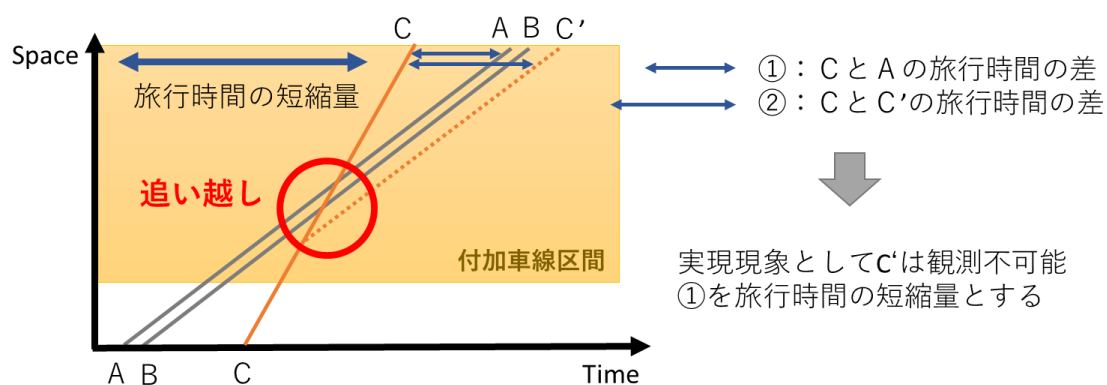 C A B C'
Space
旅行時間の短縮量
追い越し
付加車線区間
A B C
Time
①：CとAの旅行時間の差
②：CとC'の旅行時間の差
実現現象としてC‘は観測不可能
①を旅行時間の短縮量とする